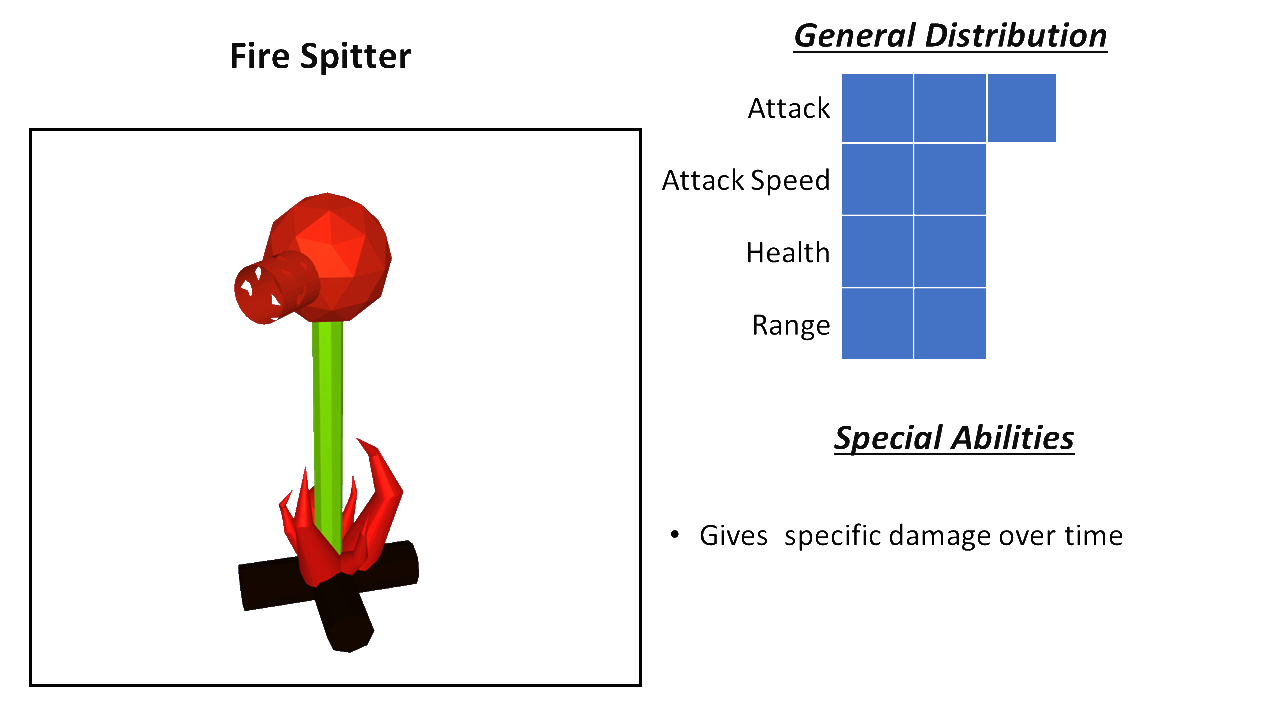 Fire Spitter
General Distribution
Attack
Attack Speed
Health
Range
Special Abilities
• Gives  specific damage over time